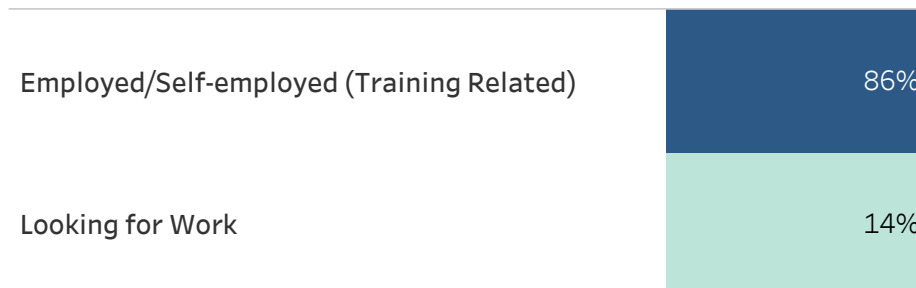 Employed/Self-employed (Training Related) 86%
Looking for Work 14%